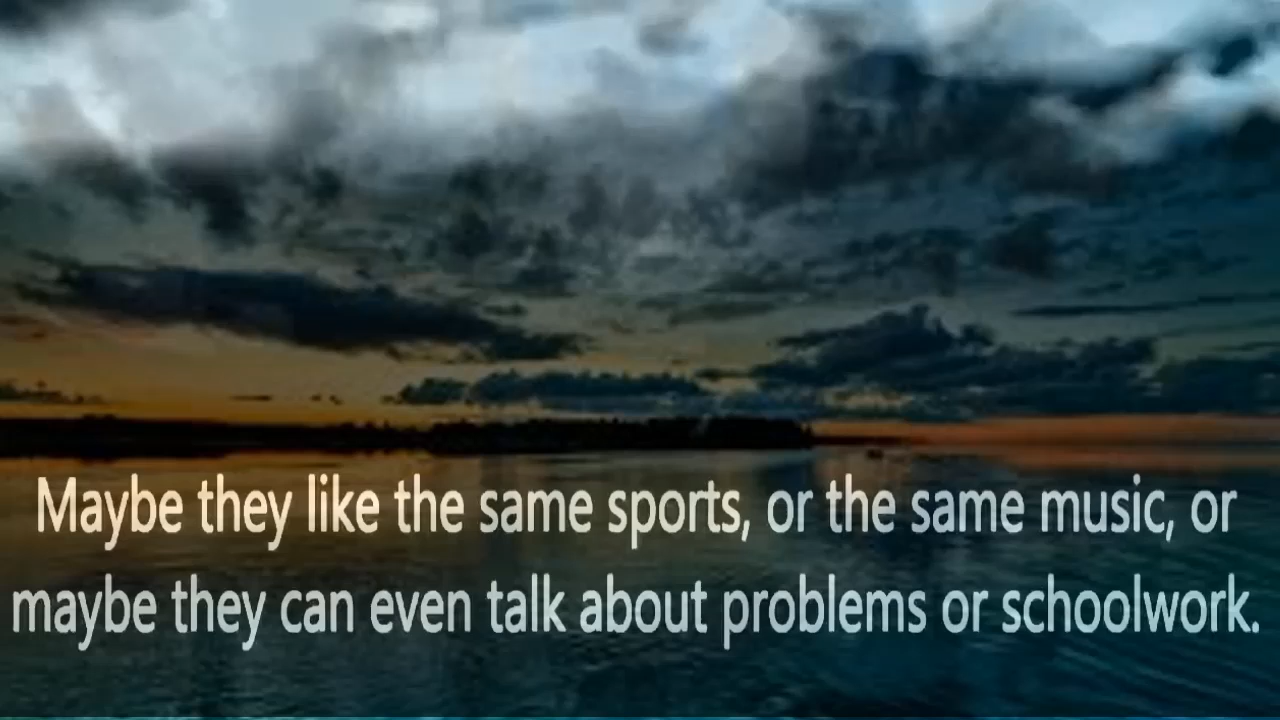 Maybe they like the same sports, or the same music, or
maybe they can even talk about problems or schoolwork.